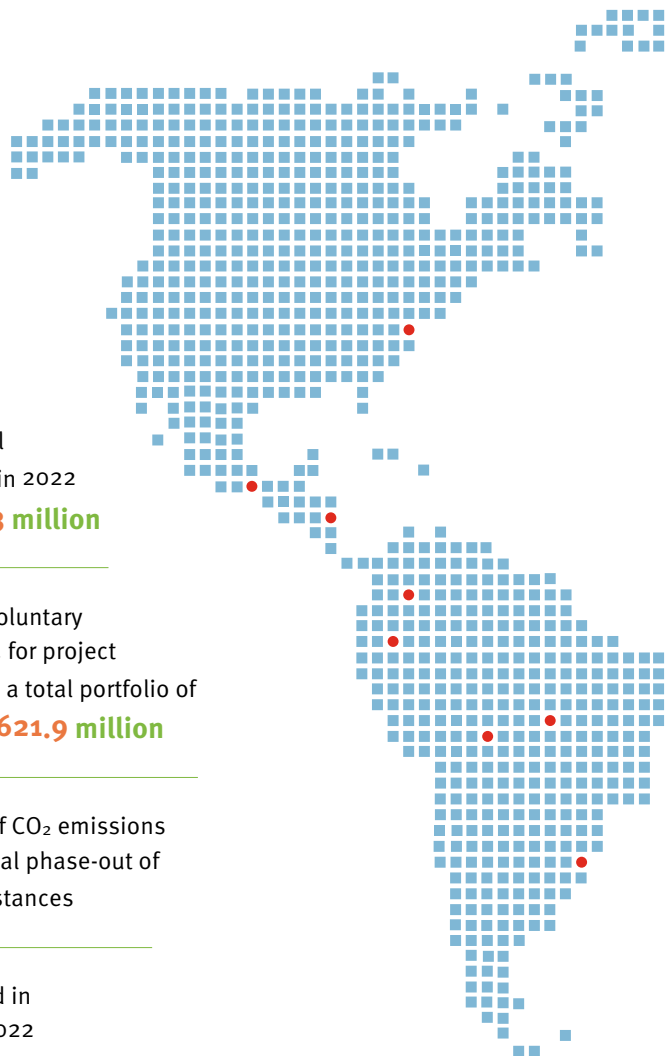 in 2022
million
oluntary
for project
a total portfolio of
621.9 million
f CO₂ emissions
al phase-out of
stances
d in
022